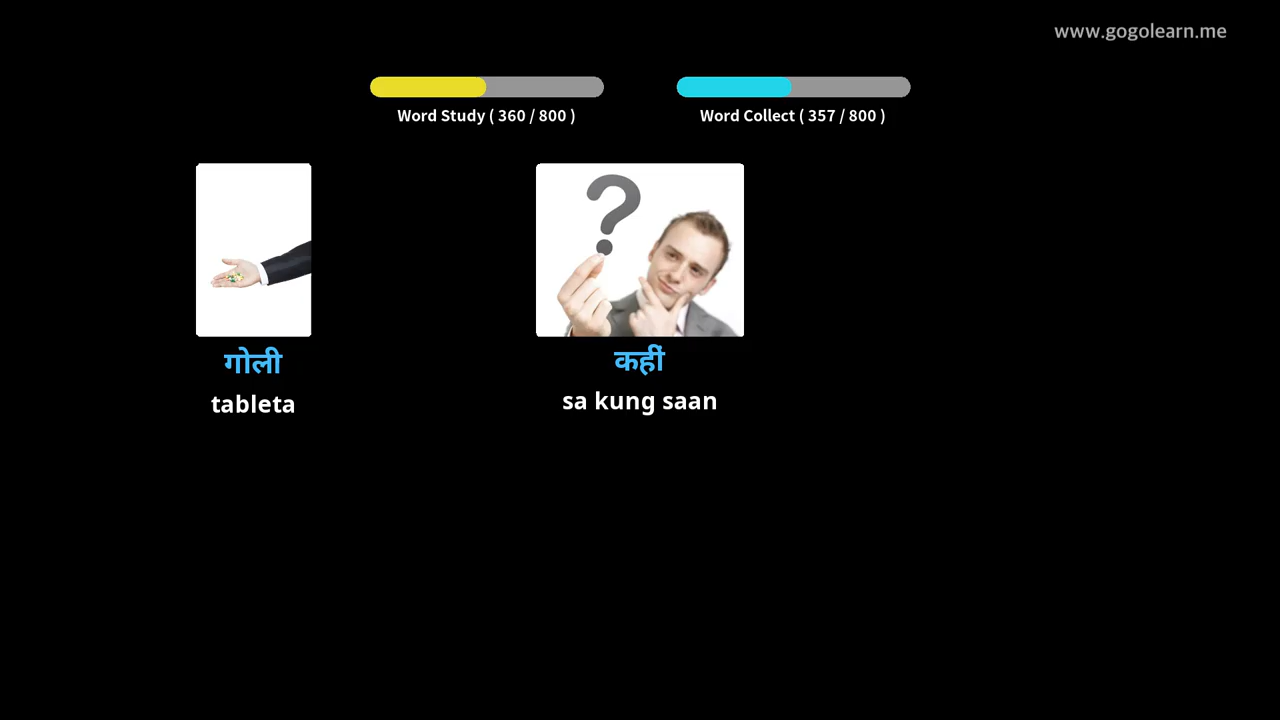 www.gogolearn.me
Word Study ( 360 / 800 )
Word Collect ( 357 / 800 )
गोली
tableta
कहीं
sa kung saan